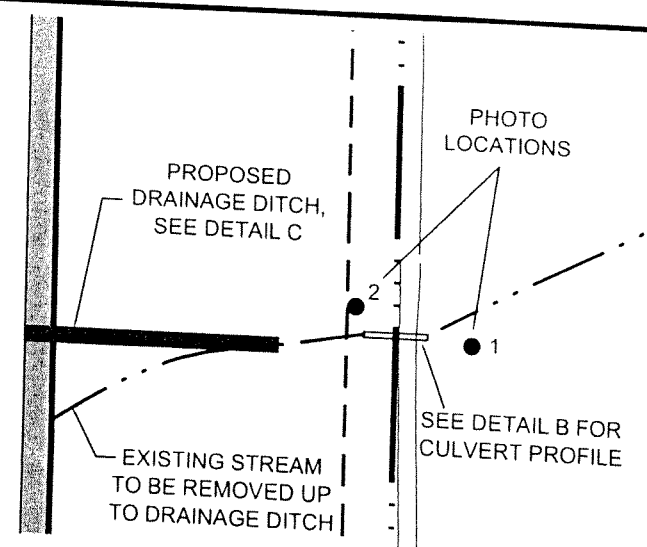 PHOTO
LOCATIONS
PROPOSED
DRAINAGE DITCH,
SEE DETAIL C
2
1
SEE DETAIL B FOR
CULVERT PROFILE
EXISTING STREAM
TO BE REMOVED UP
TO DRAINAGE DITCH